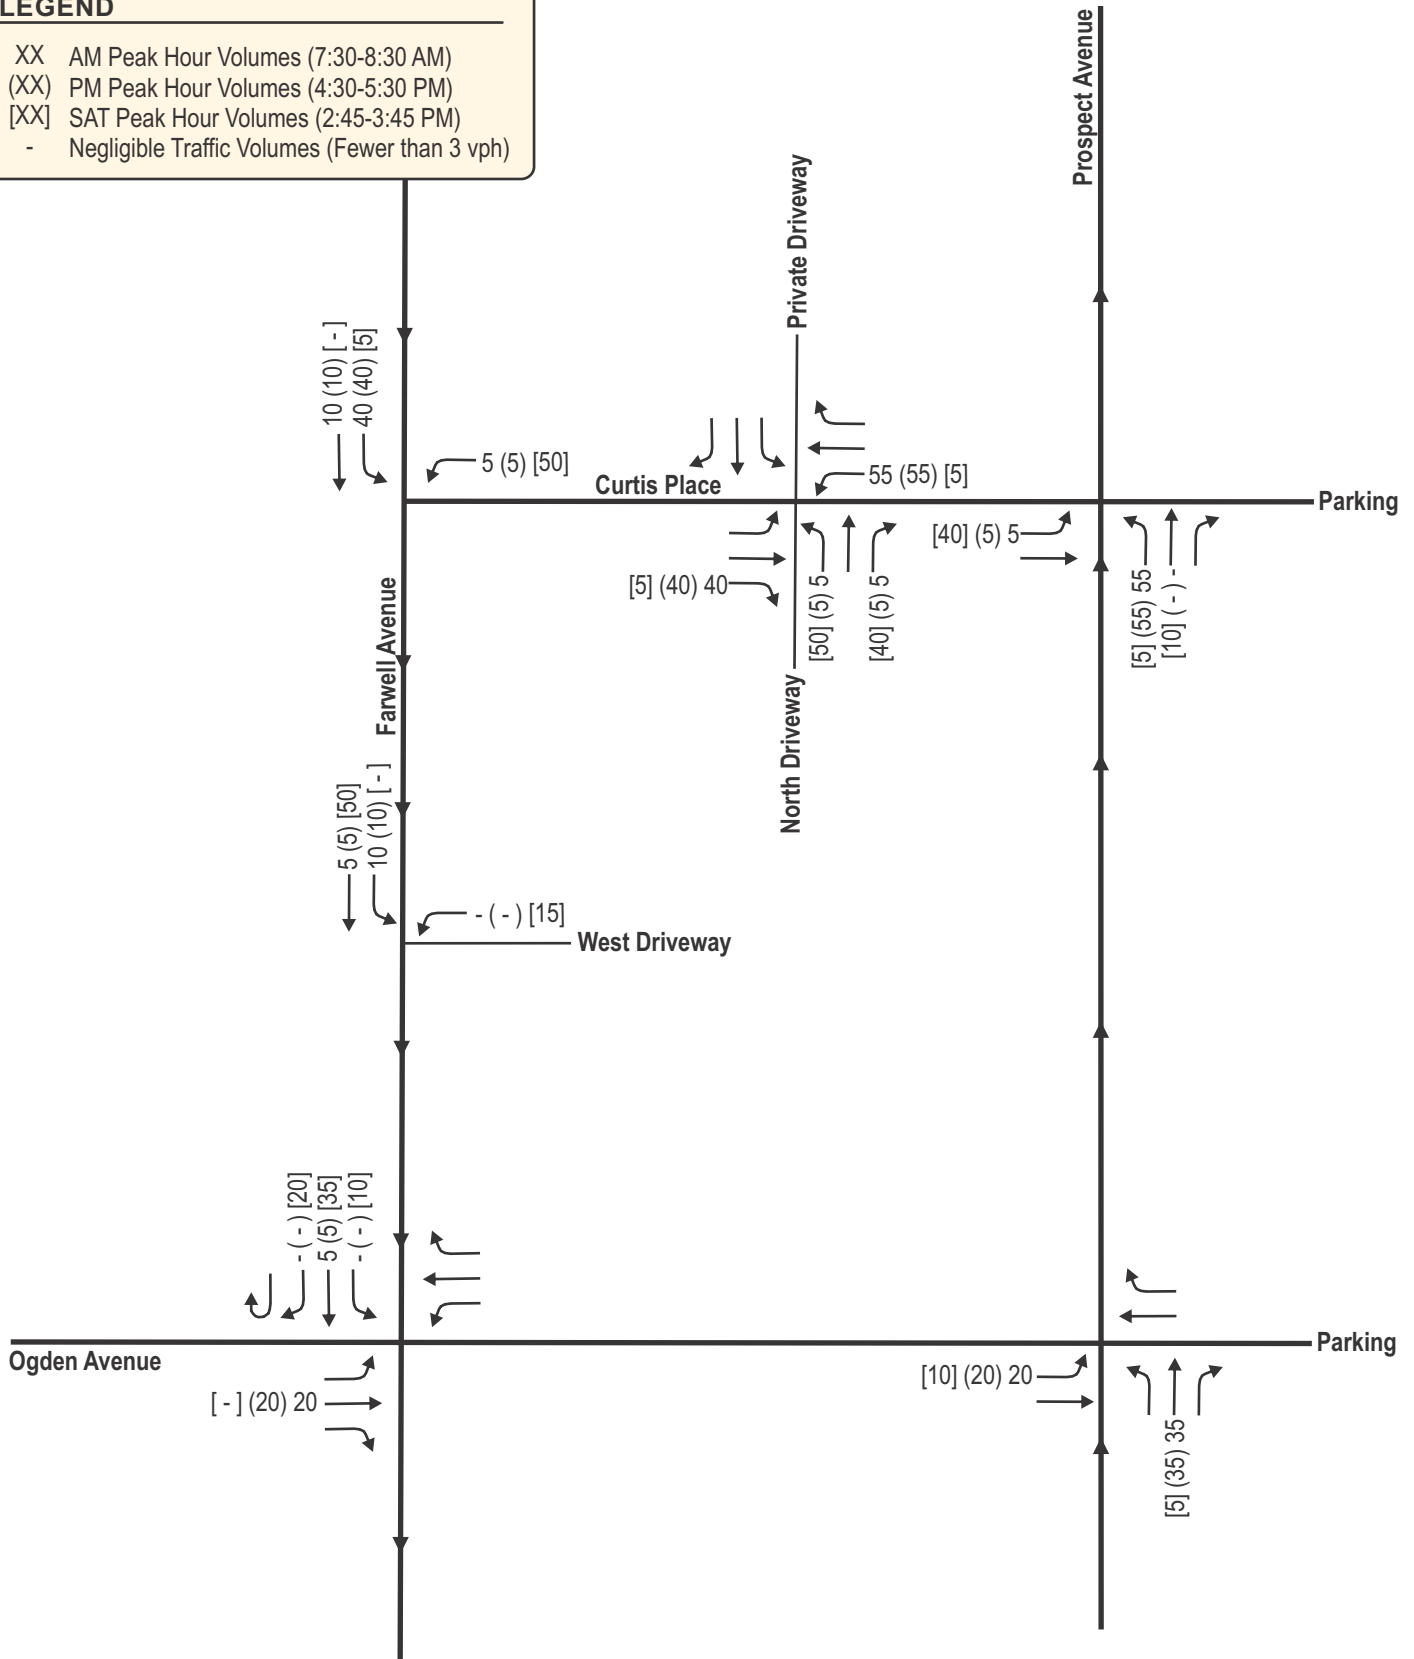 LEGEND
XX AM Peak Hour Volumes (7:30-8:30 AM)
(XX) PM Peak Hour Volumes (4:30-5:30 PM)
[XX] SAT Peak Hour Volumes (2:45-3:45 PM)
- Negligible Traffic Volumes (Fewer than 3 vph)
Prospect Avenue
Private Driveway
10 (10) [ - ]
40 (40) [5]
5 (5) [50]
Curtis Place
55 (55) [5]
Parking
[40] (5) 5
[5] (40) 40
[50] (5) 5
[40] (5) 5
[5] (55) 55
[10] ( - ) -
Farwell Avenue
North Driveway
5 (5) [50]
10 (10) [ - ]
- ( - ) [15]
West Driveway
- ( - ) [20]
5 (5) [35]
- ( - ) [10]
Ogden Avenue
Parking
[ - ] (20) 20
[10] (20) 20
[5] (35) 35